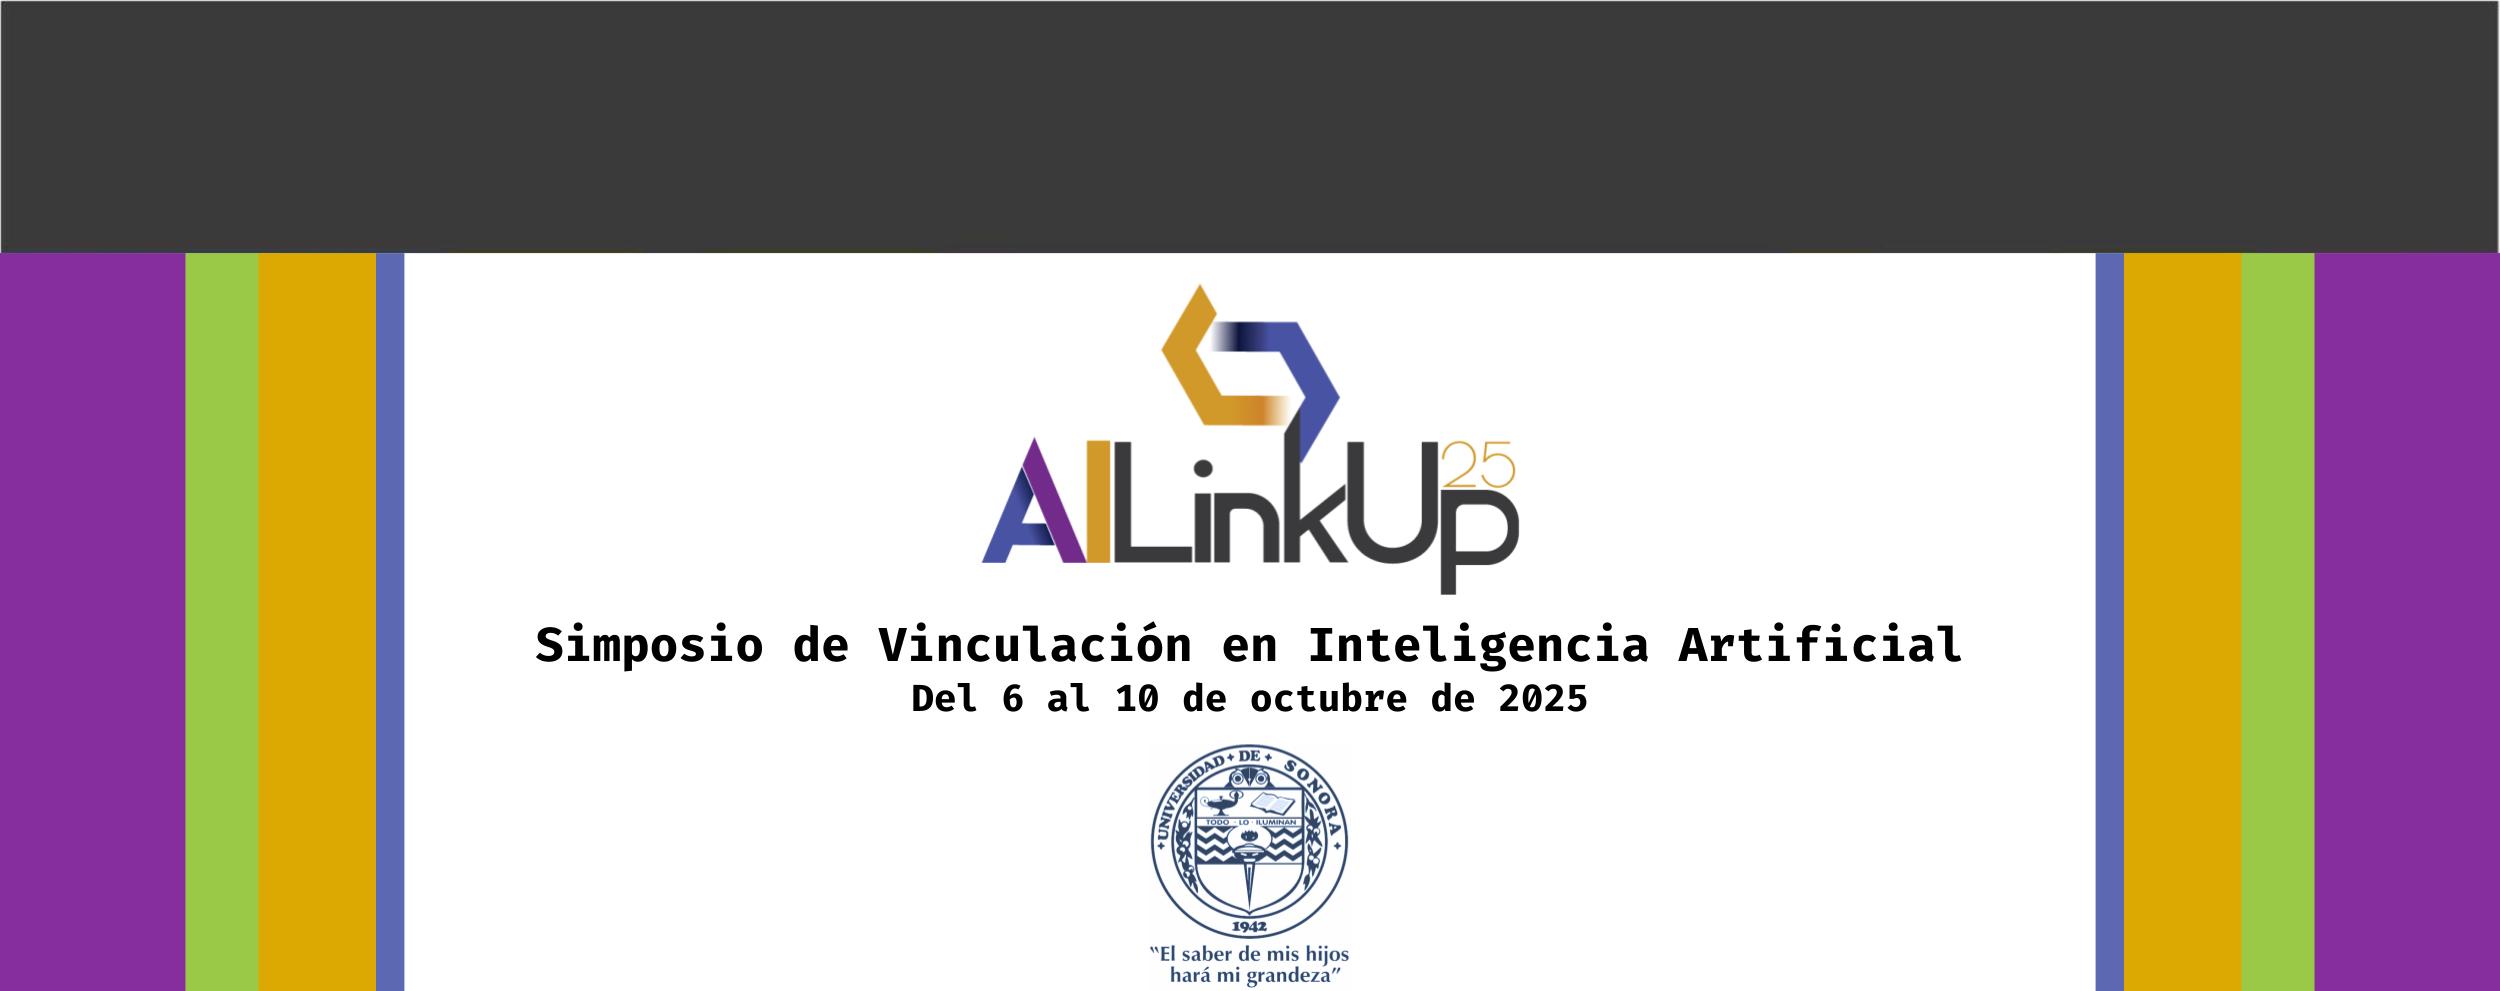 AILinkUp25
Simposio de Vinculación en Inteligencia Artificial
Del 6 al 10 de octubre de 2025
UNIVERSIDAD DE SONORA
TODO · LO · ILUMINAN
1942
"El saber de mis hijos
hará mi grandeza"